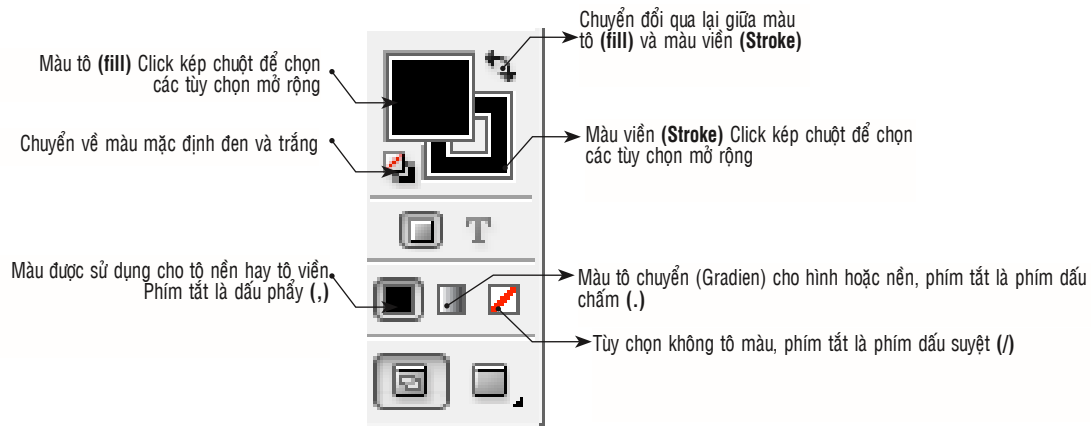 Chuyển đổi qua lại giữa màu
tô (fill) và màu viền (Stroke)
Màu tô (fill) Click kép chuột để chọn
các tùy chọn mở rộng
Chuyển về màu mặc định đen và trắng
Màu viền (Stroke) Click kép chuột để chọn
các tùy chọn mở rộng
T
Màu được sử dụng cho tô nền hay tô viền
Phím tắt là dấu phẩy (,)
Màu tô chuyển (Gradien) cho hình hoặc nền, phím tắt là phím dấu
chấm (.)
Tùy chọn không tô màu, phím tắt là phím dấu suyệt (/)